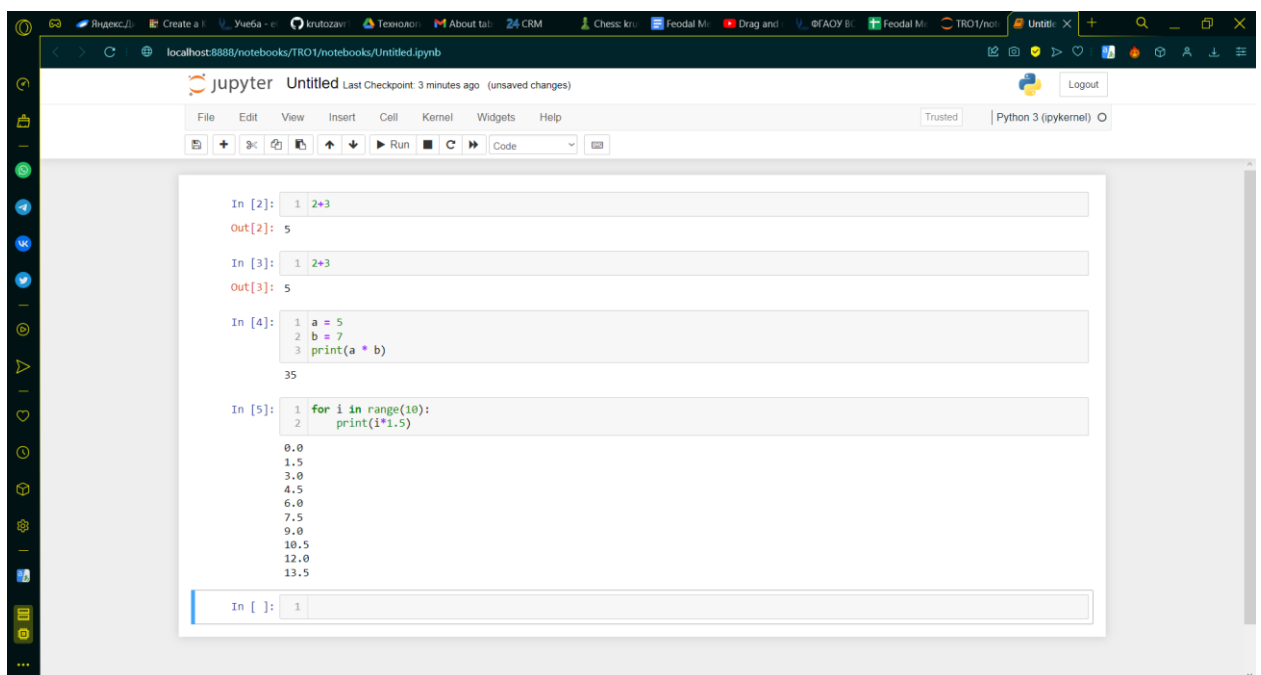 Яндекс.Д
Create a
Учеба - e
krutozavr
Технолог
About tab
24 CRM
Chess: kru
Feodal Me
Drag and
ФГАОУ ВС
Feodal Me
TRO1/note
Untitle
localhost:8888/notebooks/TRO1/notebooks/Untitled.ipynb
jupyter Untitled Last Checkpoint: 3 minutes ago (unsaved changes)
Logout
File Edit View Insert Cell Kernel Widgets Help
Trusted Python 3 (ipykernel)
Run Code
In [2]: 1 2+3
Out[2]: 5
In [3]: 1 2+3
Out[3]: 5
In [4]: 1 a = 5
2 b = 7
3 print(a * b)
35
In [5]: 1 for i in range(10):
2     print(i*1.5)
0.0
1.5
3.0
4.5
6.0
7.5
9.0
10.5
12.0
13.5
In [ ]: 1